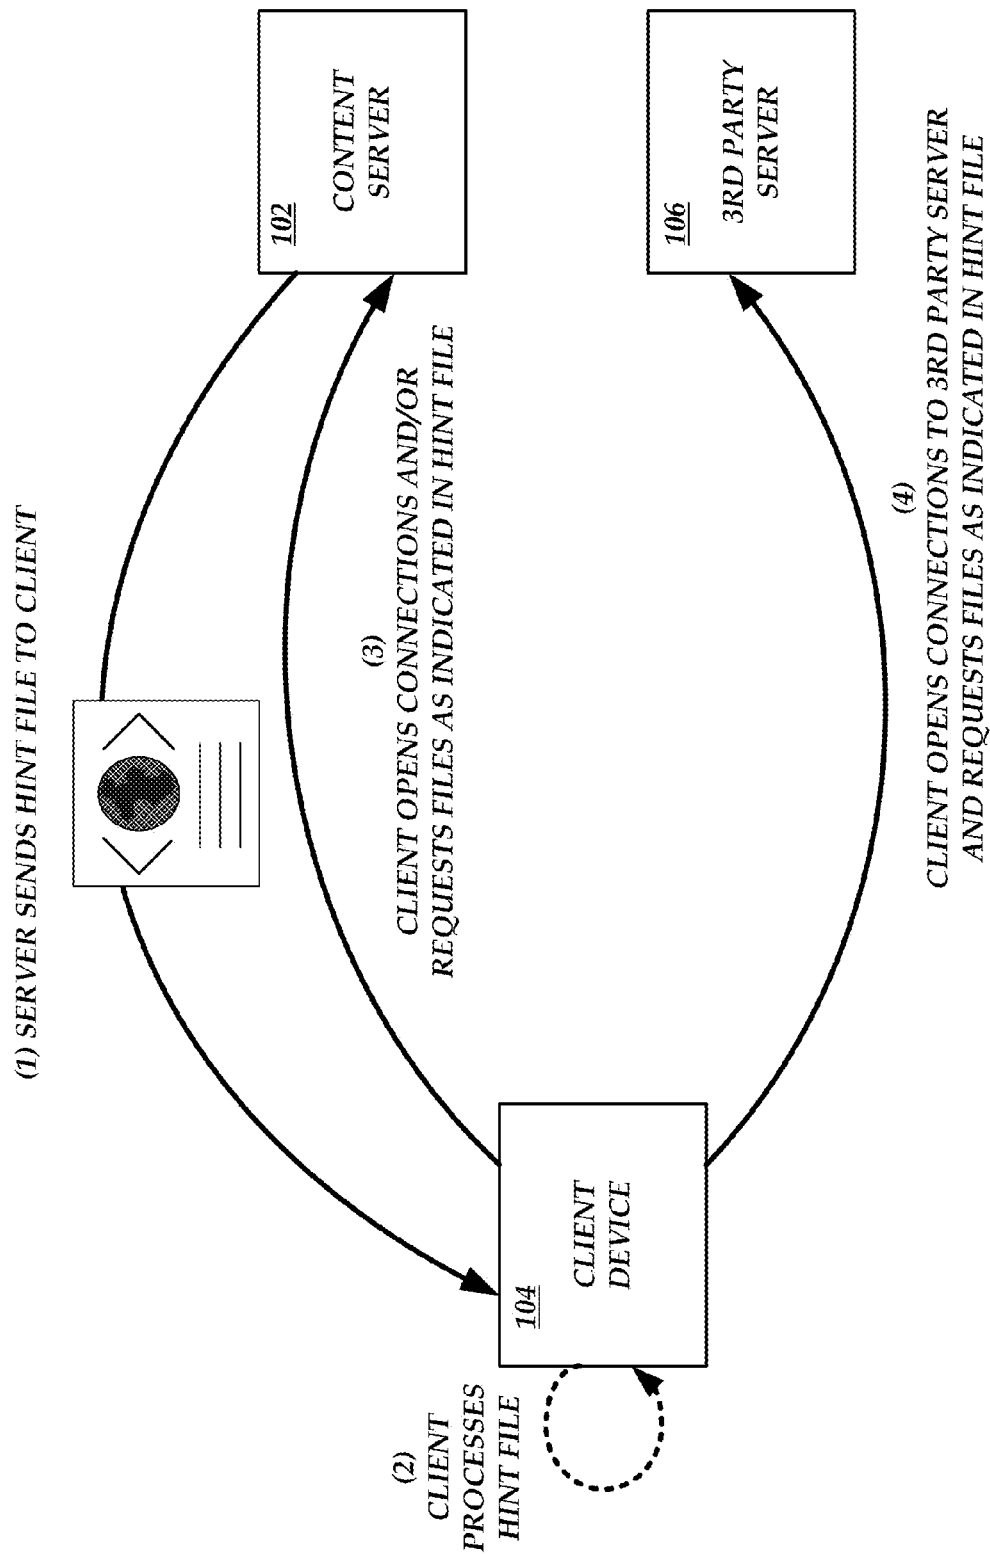 (1) SERVER SENDS HINT FILE TO CLIENT
102
CONTENT
SERVER
(3)
CLIENT OPENS CONNECTIONS AND/OR
REQUESTS FILES AS INDICATED IN HINT FILE
(2)
CLIENT
PROCESSES
HINT FILE
104
CLIENT
DEVICE
106
3RD PARTY
SERVER
(4)
CLIENT OPENS CONNECTIONS TO 3RD PARTY SERVER
AND REQUESTS FILES AS INDICATED IN HINT FILE